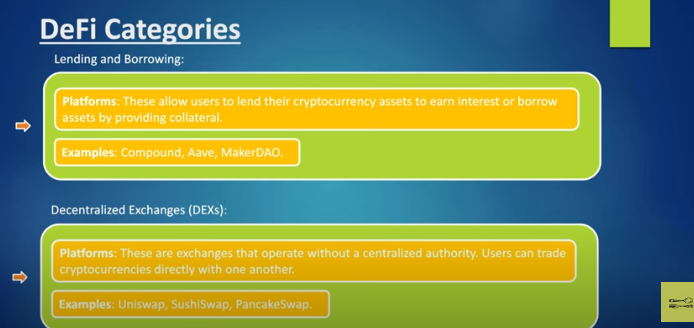 DeFi Categories
Lending and Borrowing:
Platforms: These allow users to lend their cryptocurrency assets to earn interest or borrow
assets by providing collateral.
Examples: Compound, Aave, MakerDAO.
Decentralized Exchanges (DEXs):
Platforms: These are exchanges that operate without a centralized authority. Users can trade
cryptocurrencies directly with one another.
Examples: Uniswap, SushiSwap, PancakeSwap.